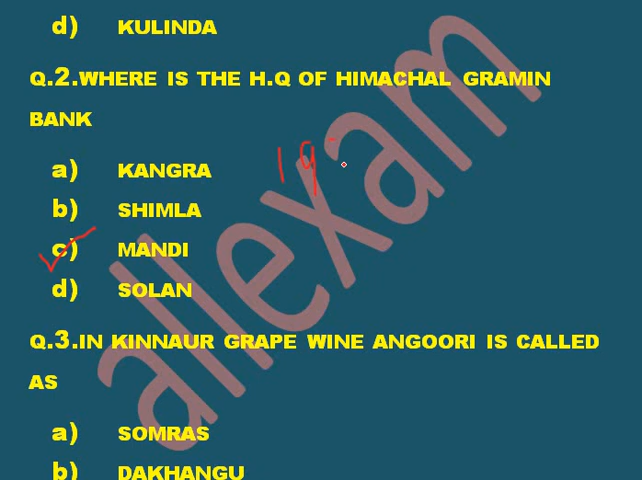 d) KULINDA
Q.2.WHERE IS THE H.Q OF HIMACHAL GRAMIN
BANK
a) KANGRA
19
b) SHIMLA
c) MANDI
d) SOLAN
Q.3.IN KINNAUR GRAPE WINE ANGOORI IS CALLED
AS
a) SOMRAS
b) DAKHANGU
allexam